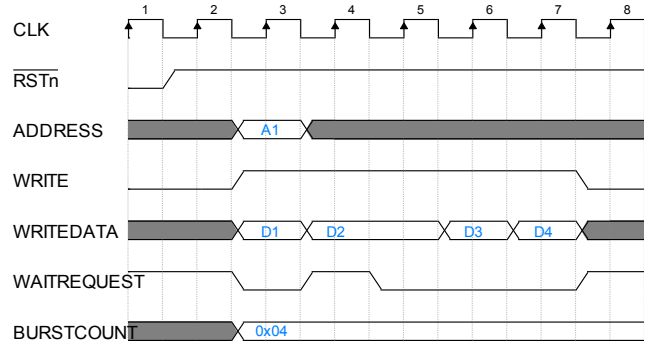 1 2 3 4 5 6 7 8
CLK
RSTn
ADDRESS A1
WRITE
WRITEDATA D1 D2 D3 D4
WAITREQUEST
BURSTCOUNT 0x04